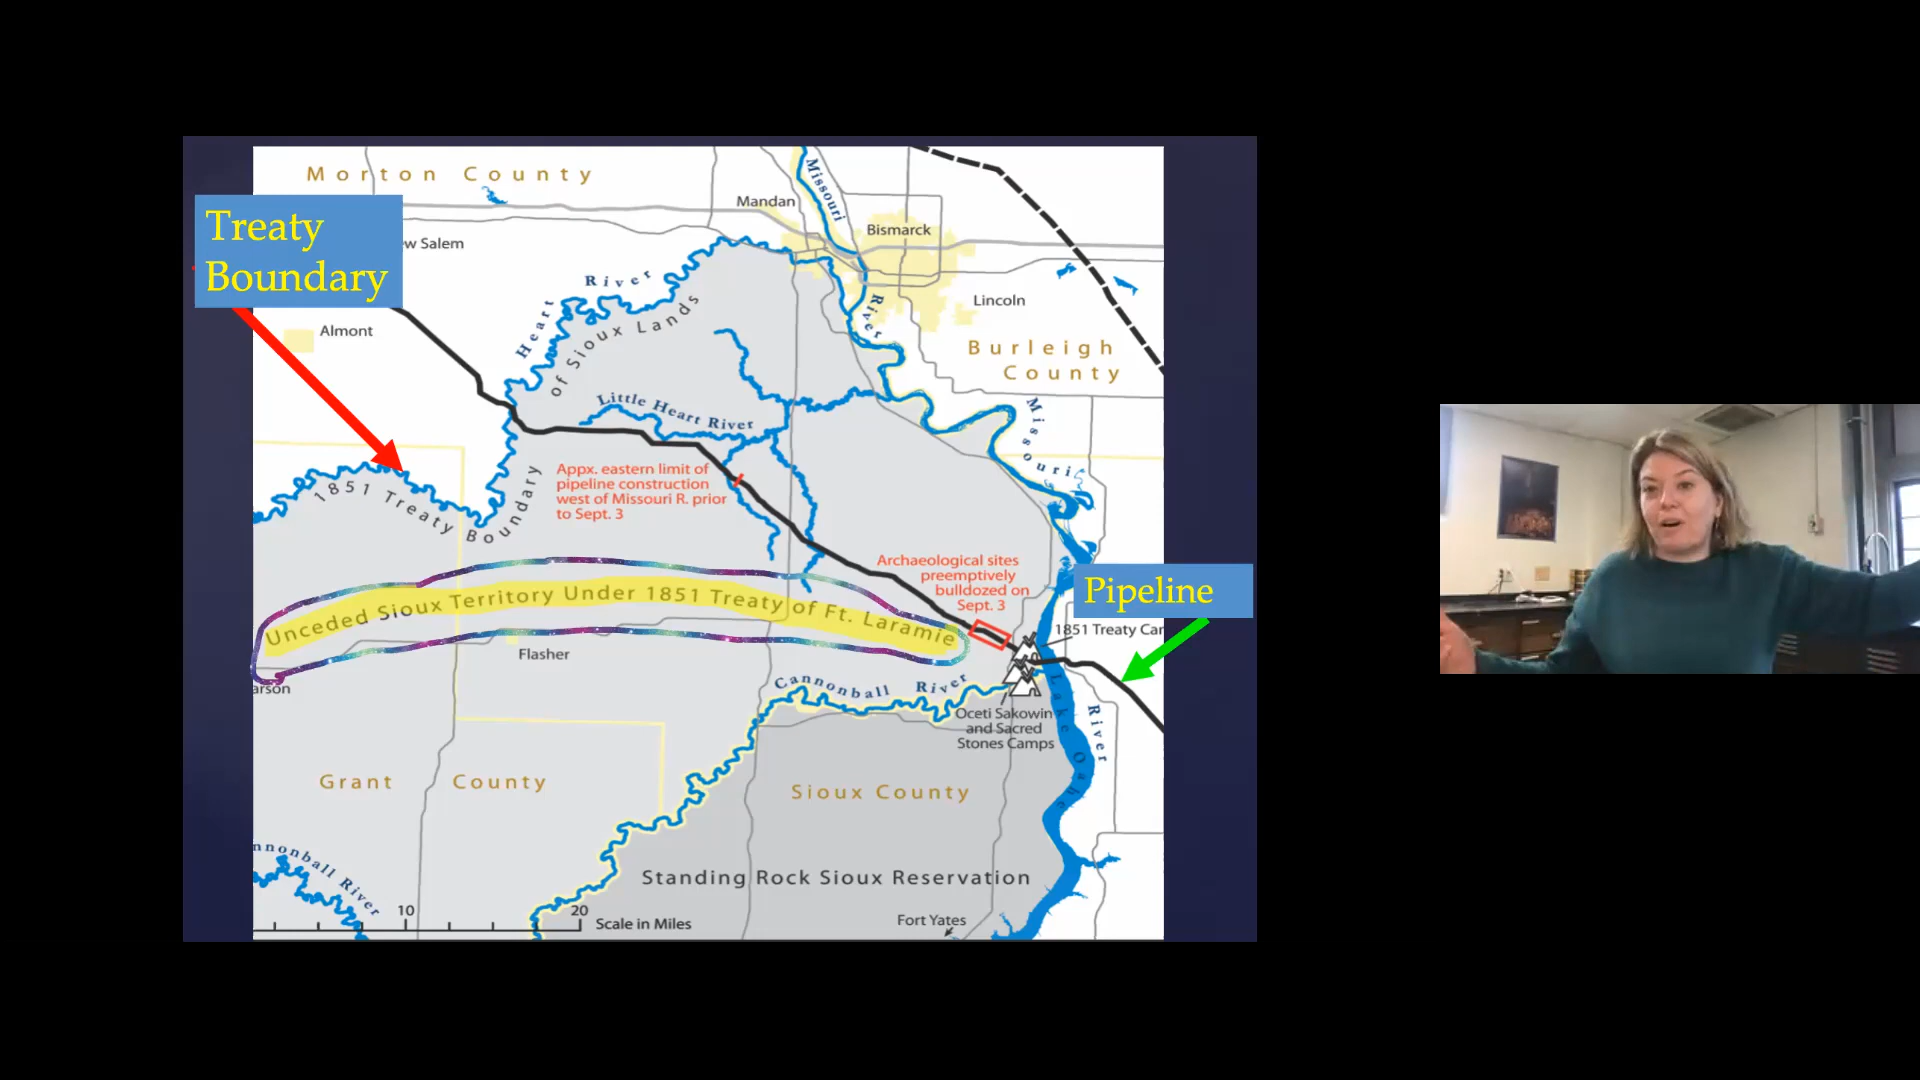 Morton County
Treaty
Boundary
Mandan
Missouri
River
Bismarck
w Salem
Heart River
Lincoln
Almont
of Sioux Lands
Burleigh
County
Little Heart River
Missouri
1851 Treaty Boundary
Appx. eastern limit of
pipeline construction
west of Missouri R. prior
to Sept. 3
Archaeological sites
preemptively
bulldozed on
Sept. 3
Pipeline
Unceded Sioux Territory Under 1851 Treaty of Ft. Laramie
1851 Treaty Car
Flasher
arson
Cannonball River
Oceti Sakowin
and Sacred
Stones Camps
Lake Oahe
River
Grant County
Sioux County
nnonball River
Standing Rock Sioux Reservation
10
20
Scale in Miles
Fort Yates